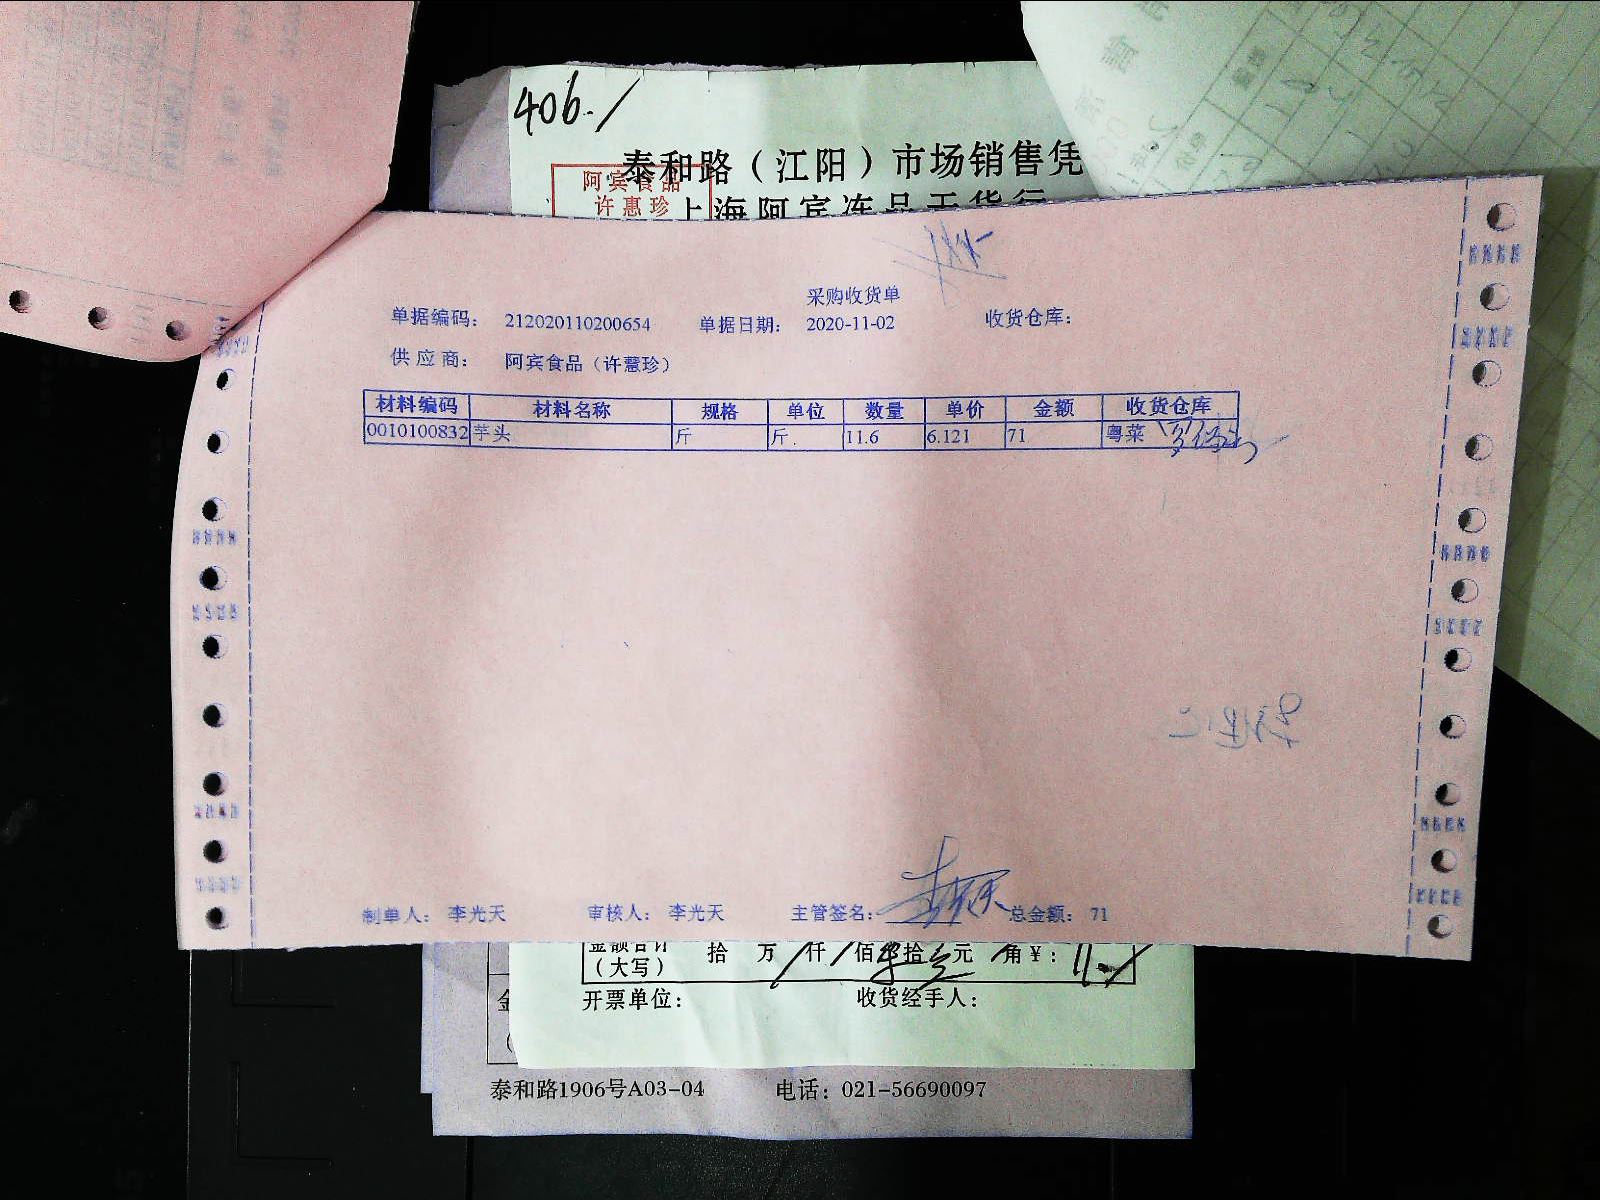 406./
泰和路（江阳）市场销售凭
阿宾食品
许惠珍
上海阿宾冻品干货行
采购收货单
单据编码： 212020110200654 单据日期： 2020-11-02 收货仓库：
供应商： 阿宾食品（许慧珍）
材料编码 材料名称 规格 单位 数量 单价 金额 收货仓库
0010100832 芋头 斤 斤 11.6 6.121 71 粤菜
制单人： 李光天 审核人： 李光天 主管签名： 总金额： 71
金额合计
（大写） 拾 万 仟 佰 拾 元 角 ￥：
开票单位： 收货经手人：
金
泰和路1906号A03-04 电话：021-56690097